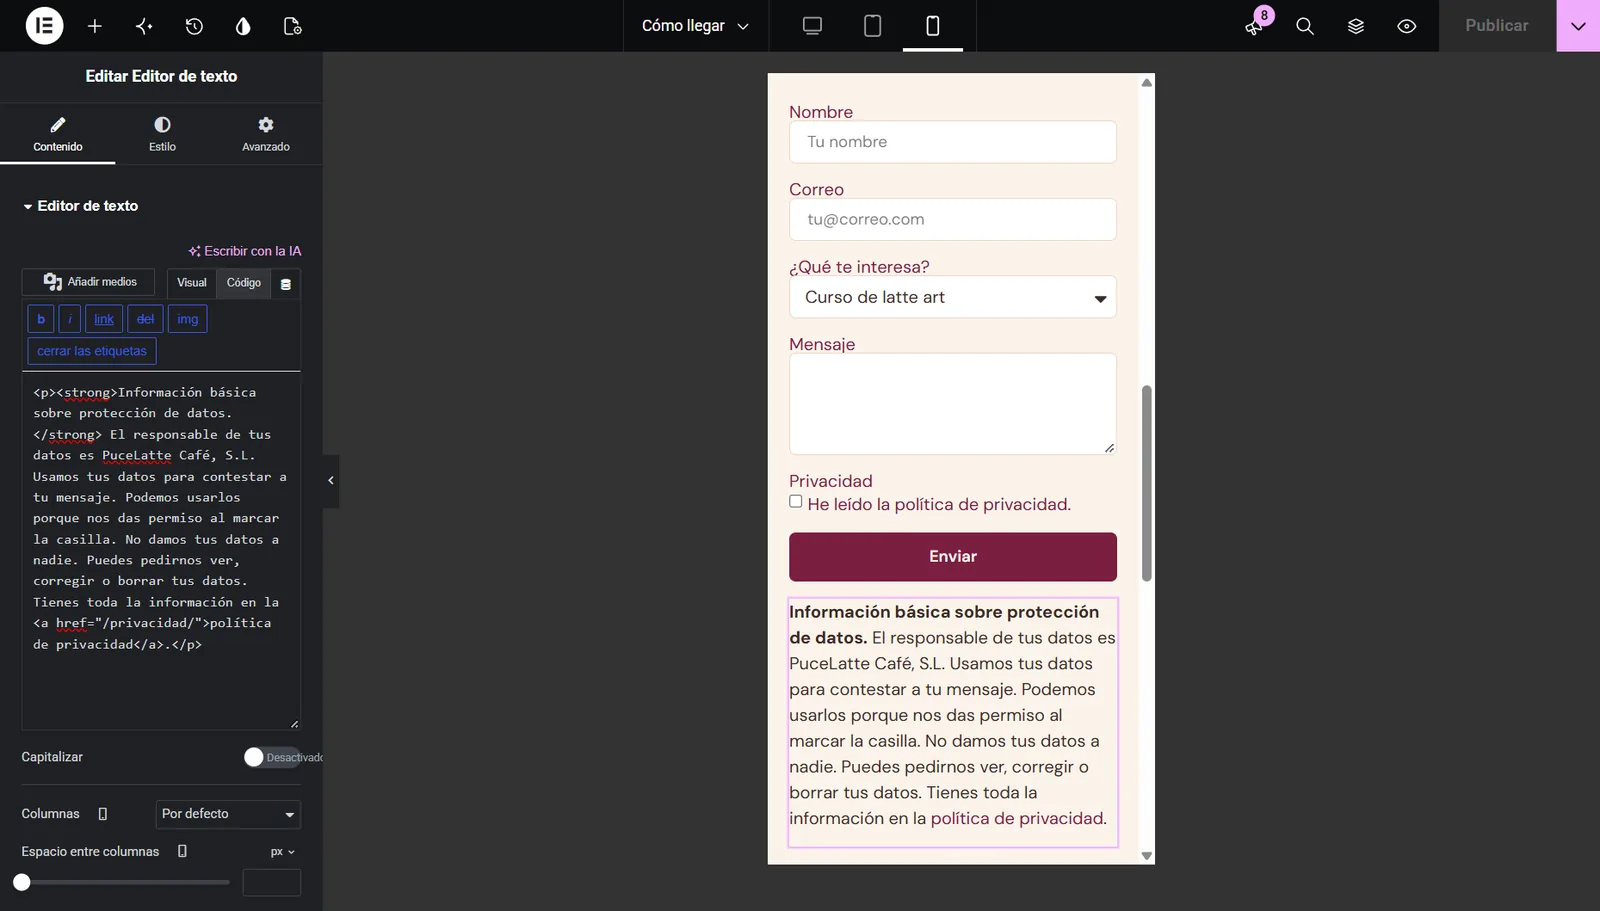 Cómo llegar
8
Publicar
Editar Editor de texto
Contenido
Estilo
Avanzado
Editor de texto
Escribir con la IA
Añadir medios
Visual
Código
b
i
link
del
img
cerrar las etiquetas
<p><strong>Información básica
sobre protección de datos.
</strong> El responsable de tus
datos es PuceLatte Café, S.L.
Usamos tus datos para contestar a
tu mensaje. Podemos usarlos
porque nos das permiso al marcar
la casilla. No damos tus datos a
nadie. Puedes pedirnos ver,
corregir o borrar tus datos.
Tienes toda la información en la
<a href="/privacidad/">política
de privacidad</a>.</p>
Capitalizar
Desactivado
Columnas
Por defecto
Espacio entre columnas
px
Nombre
Tu nombre
Correo
tu@correo.com
¿Qué te interesa?
Curso de latte art
Mensaje
Privacidad
He leído la política de privacidad.
Enviar
Información básica sobre protección
de datos. El responsable de tus datos es
PuceLatte Café, S.L. Usamos tus datos
para contestar a tu mensaje. Podemos
usarlos porque nos das permiso al
marcar la casilla. No damos tus datos a
nadie. Puedes pedirnos ver, corregir o
borrar tus datos. Tienes toda la
información en la política de privacidad.